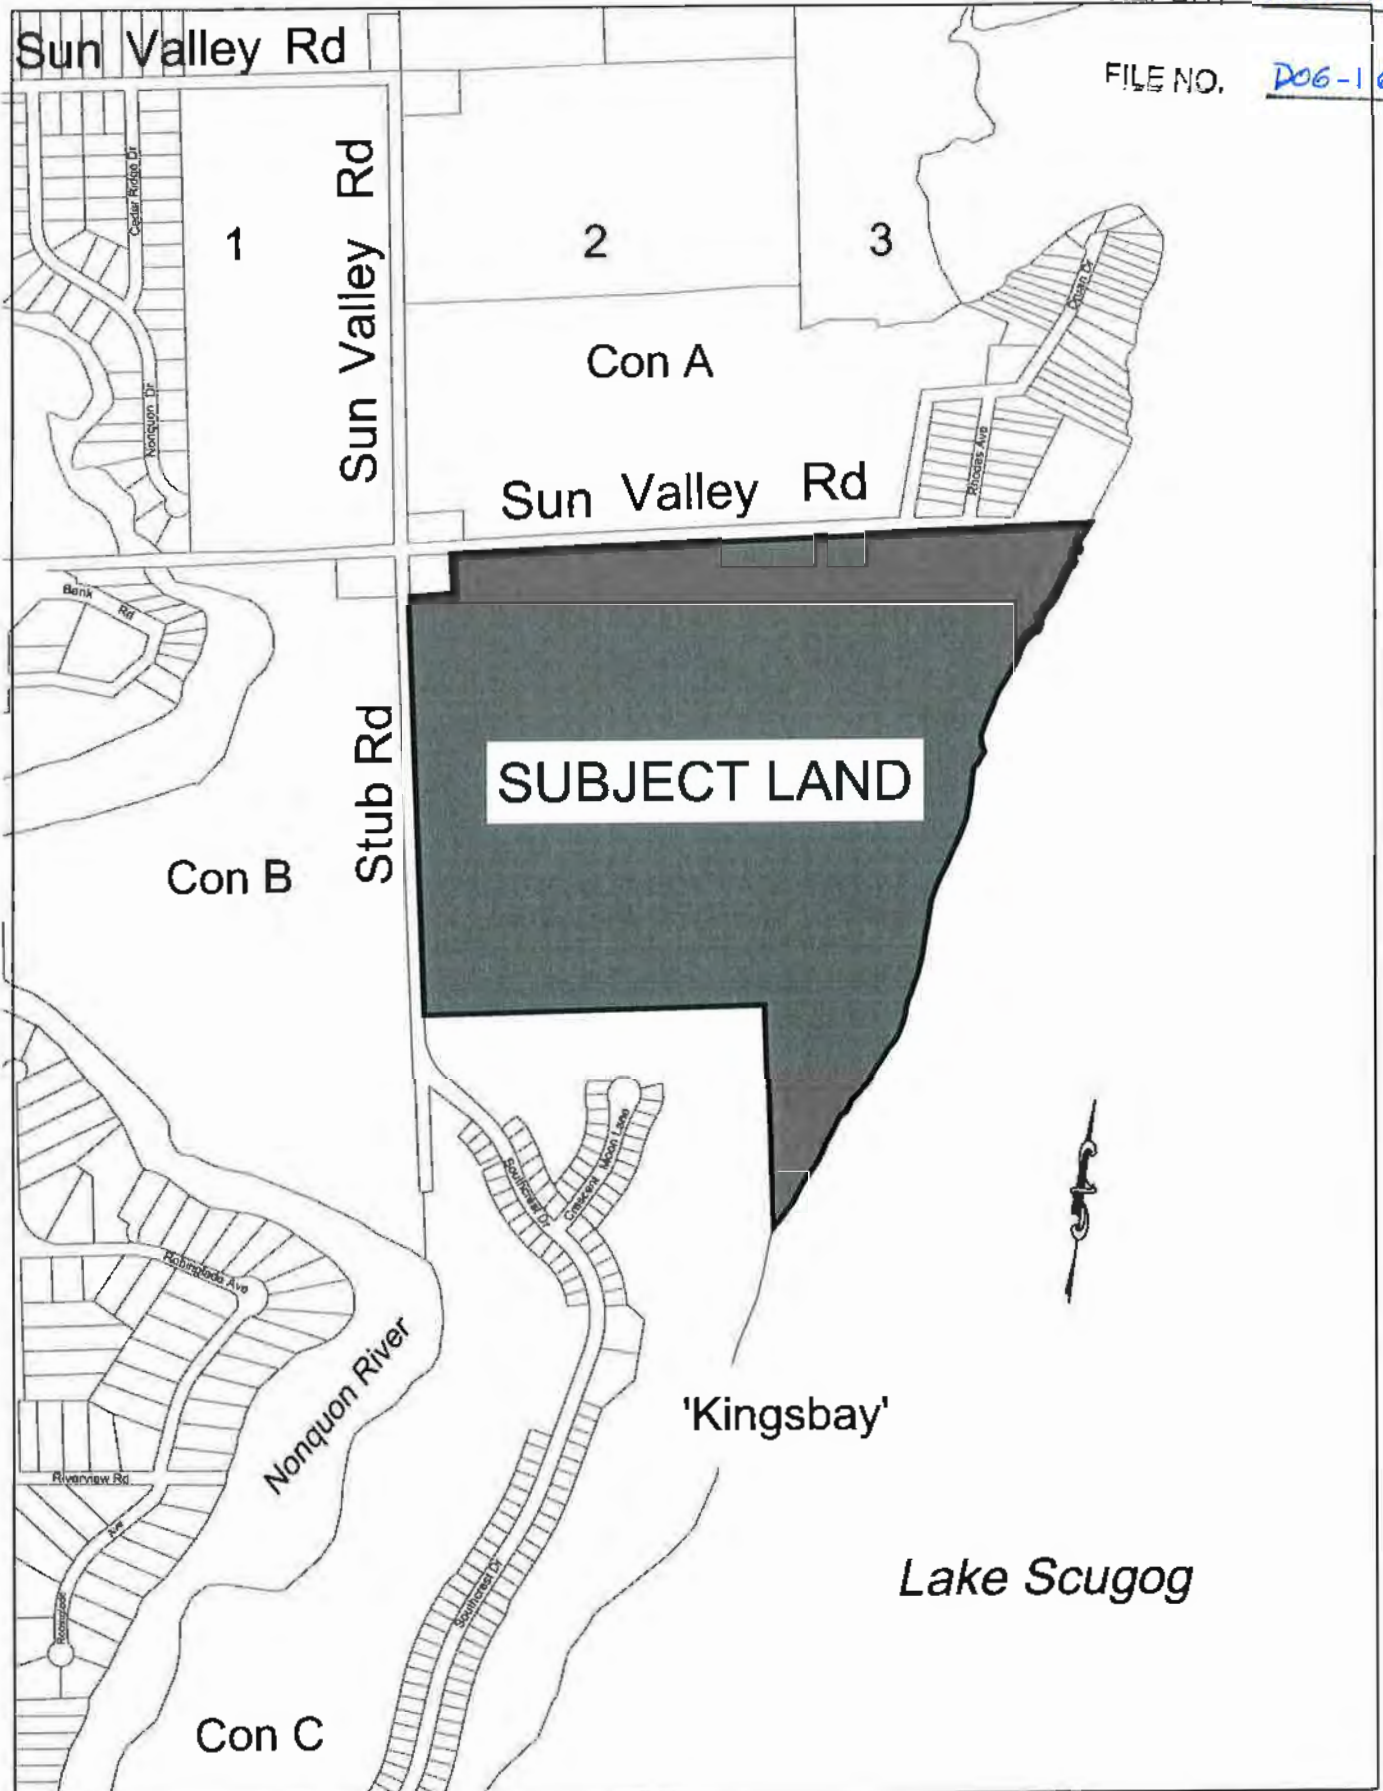 Sun Valley Rd
FILE NO. D06-1
Cedar Ridge Dr
Sun Valley Rd
1
2
3
Con A
Nonquon Dr
Rhodes Ave
Sun Valley Rd
Bank Rd
Stub Rd
SUBJECT LAND
Con B
Crescent Moon Lane
Southcrest Dr
Robinglade Ave
Nonquon River
'Kingsbay'
Riverview Rd
Ave
Robinglade
Southcrest Dr
Lake Scugog
Con C